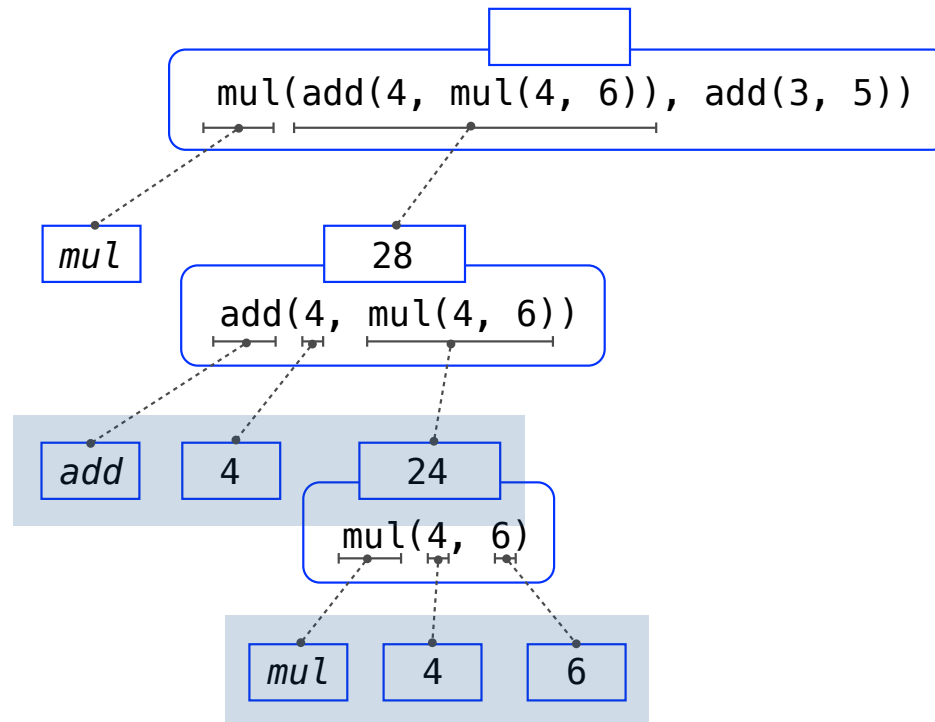 mul(add(4, mul(4, 6)), add(3, 5))
mul
28
add(4, mul(4, 6))
add
4
24
mul(4, 6)
mul
4
6